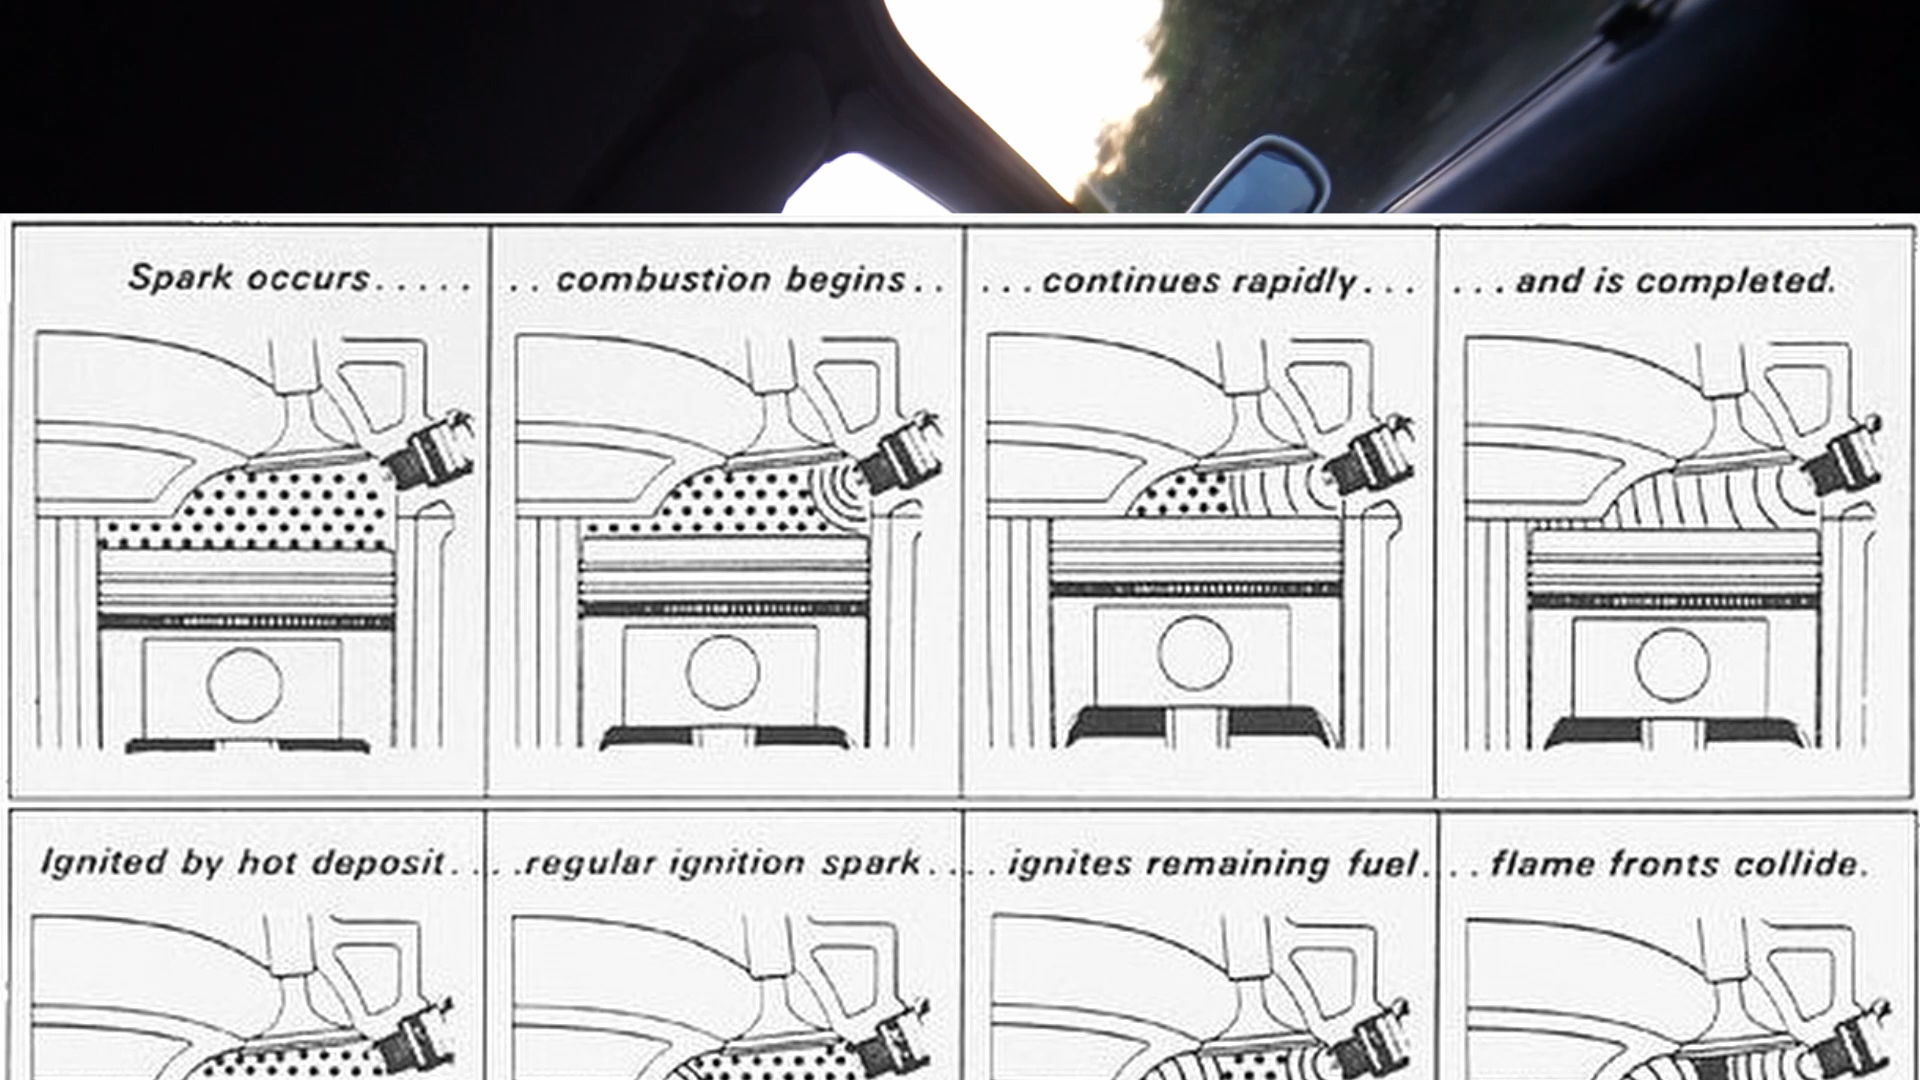 Spark occurs.....
.. combustion begins..
...continues rapidly...
...and is completed.
Ignited by hot deposit...
.regular ignition spark...
.ignites remaining fuel...
..flame fronts collide.